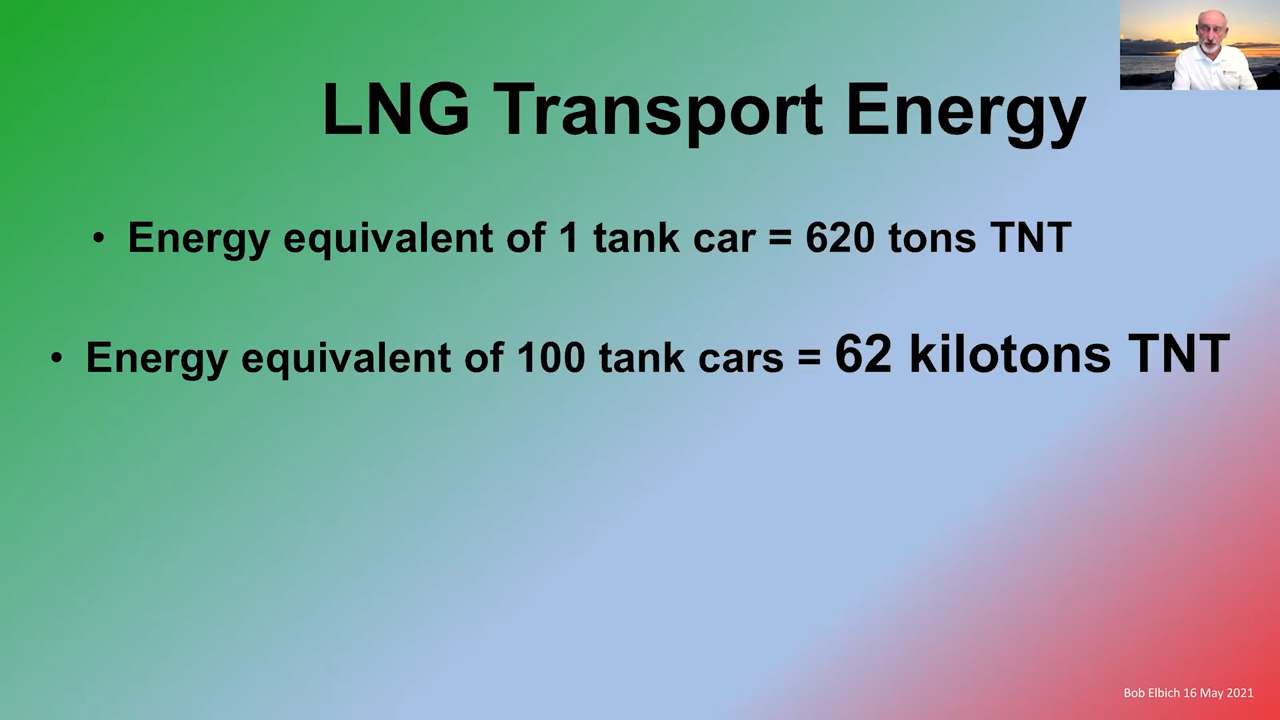 LNG Transport Energy
• Energy equivalent of 1 tank car = 620 tons TNT
• Energy equivalent of 100 tank cars = 62 kilotons TNT
Bob Elbich 16 May 2021